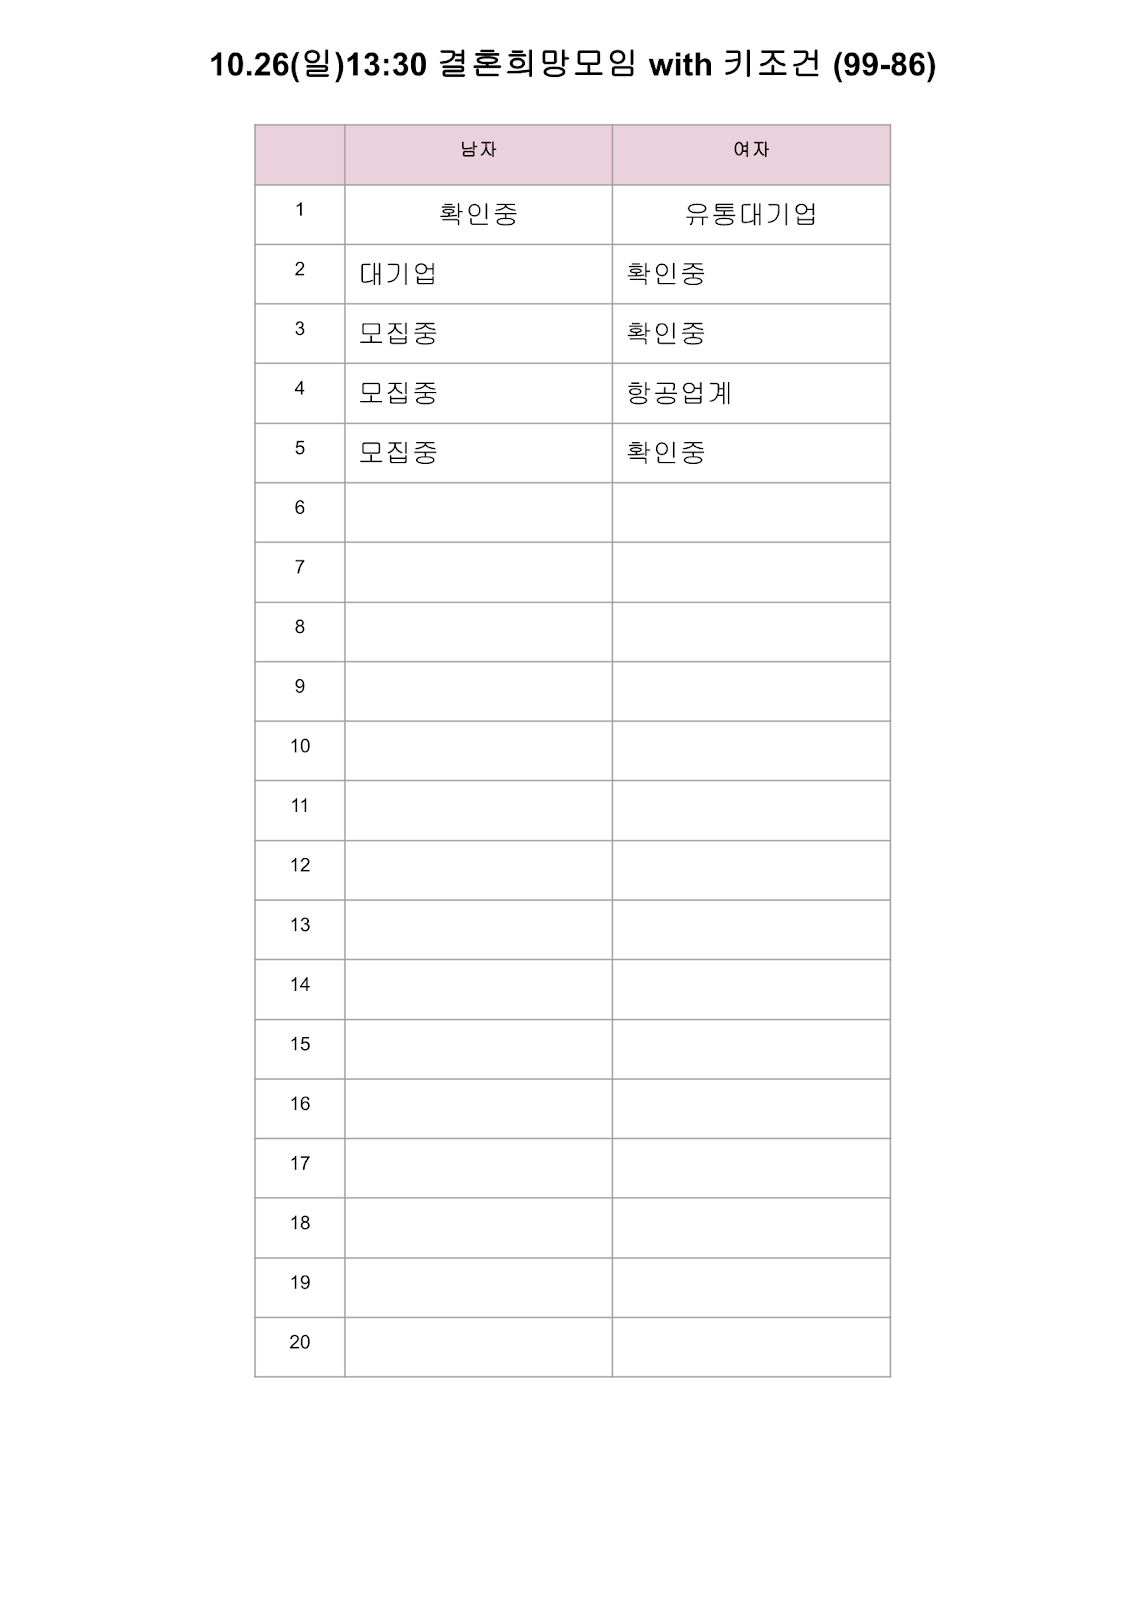 10.26(일)13:30 결혼희망모임 with 키조건 (99-86)
남자 여자
1 확인중 유통대기업
2 대기업 확인중
3 모집중 확인중
4 모집중 항공업계
5 모집중 확인중
6
7
8
9
10
11
12
13
14
15
16
17
18
19
20